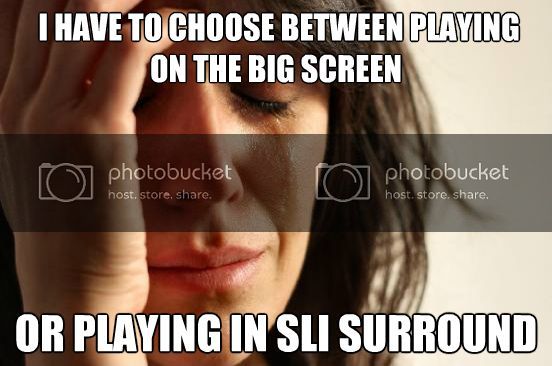 I HAVE TO CHOOSE BETWEEN PLAYING
ON THE BIG SCREEN
photobucket photobucket
host. store. share. host. store. share.
OR PLAYING IN SLI SURROUND